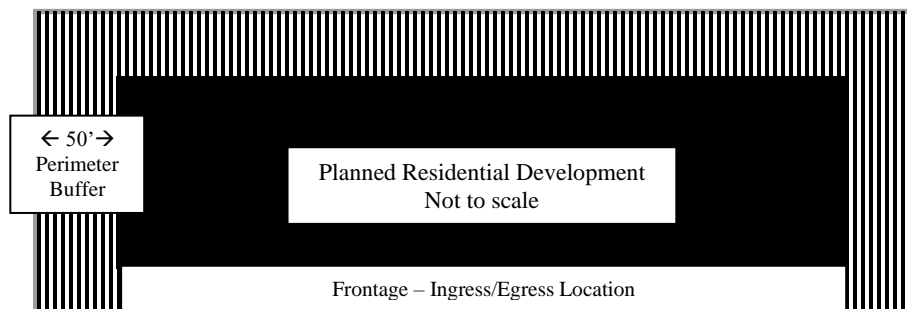 ← 50’→
Perimeter
Buffer
Planned Residential Development
Not to scale
Frontage – Ingress/Egress Location